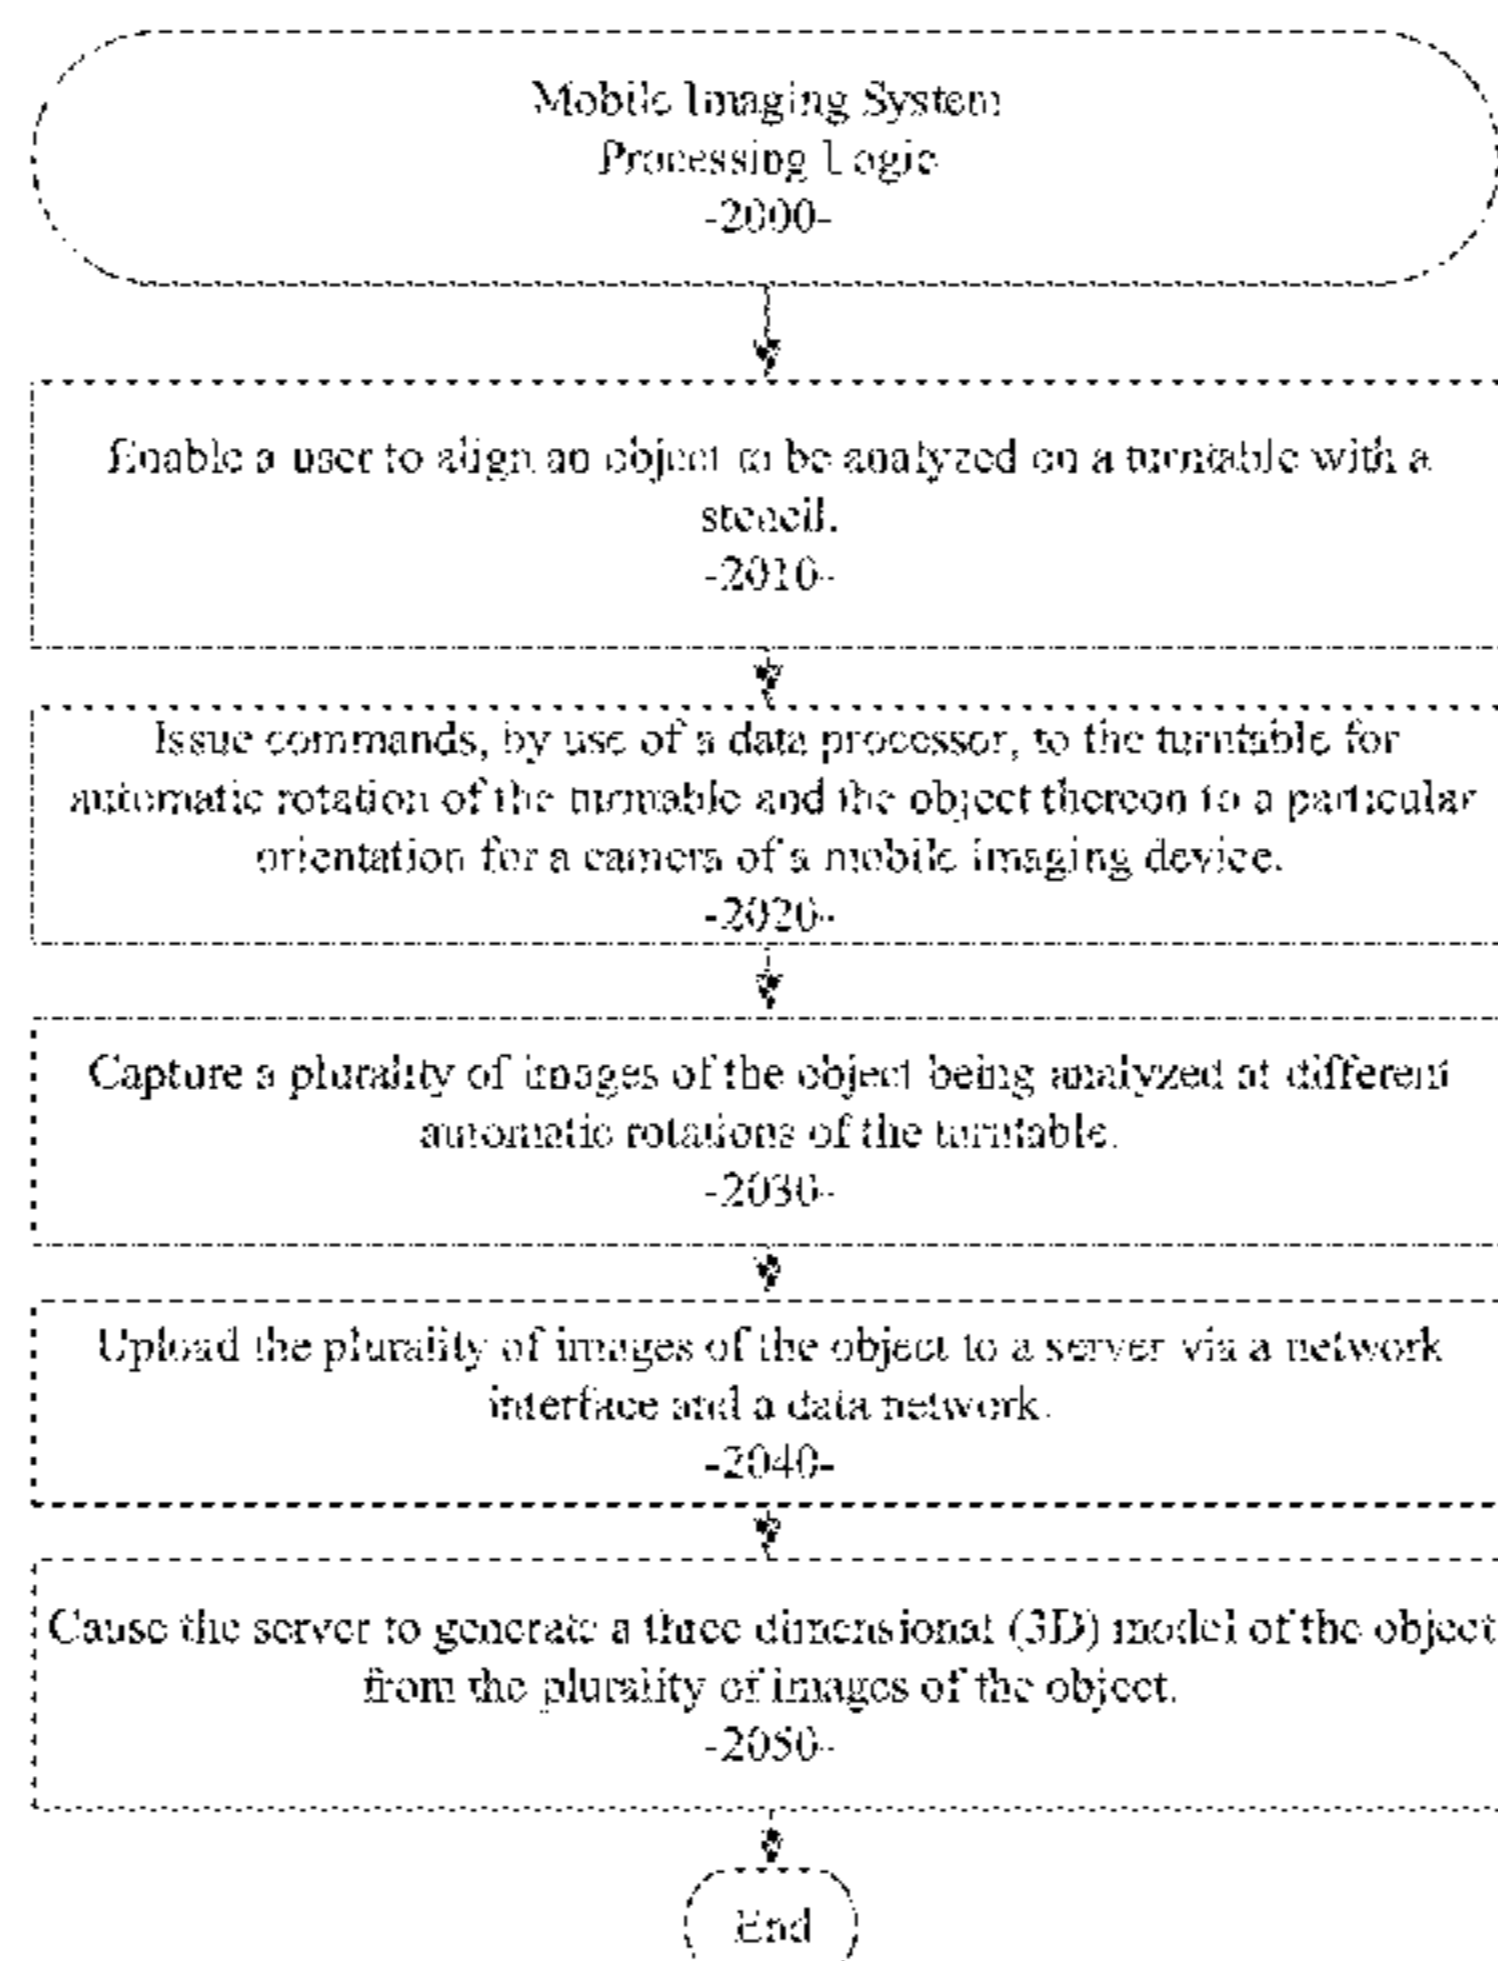 Mobile Imaging System
Processing Logic
-2000-
Enable a user to align an object to be analyzed on a turntable with a
stencil.
-2010-
Issue commands, by use of a data processor, to the turntable for
automatic rotation of the turntable and the object thereon to a particular
orientation for a camera of a mobile imaging device.
-2020-
Capture a plurality of images of the object being analyzed at different
automatic rotations of the turntable.
-2030-
Upload the plurality of images of the object to a server via a network
interface and a data network.
-2040-
Cause the server to generate a three dimensional (3D) model of the object
from the plurality of images of the object.
-2050-
End